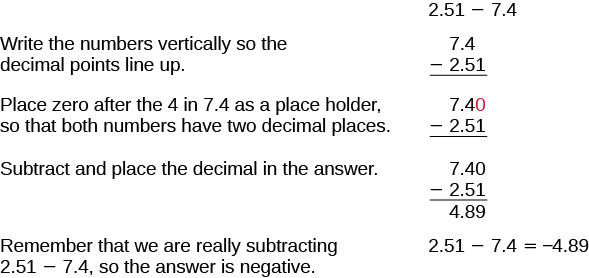 2.51 − 7.4
Write the numbers vertically so the
decimal points line up.
7.4
− 2.51
Place zero after the 4 in 7.4 as a place holder,
so that both numbers have two decimal places.
7.40
− 2.51
Subtract and place the decimal in the answer.
7.40
− 2.51
4.89
Remember that we are really subtracting
2.51 − 7.4, so the answer is negative.
2.51 − 7.4 = −4.89